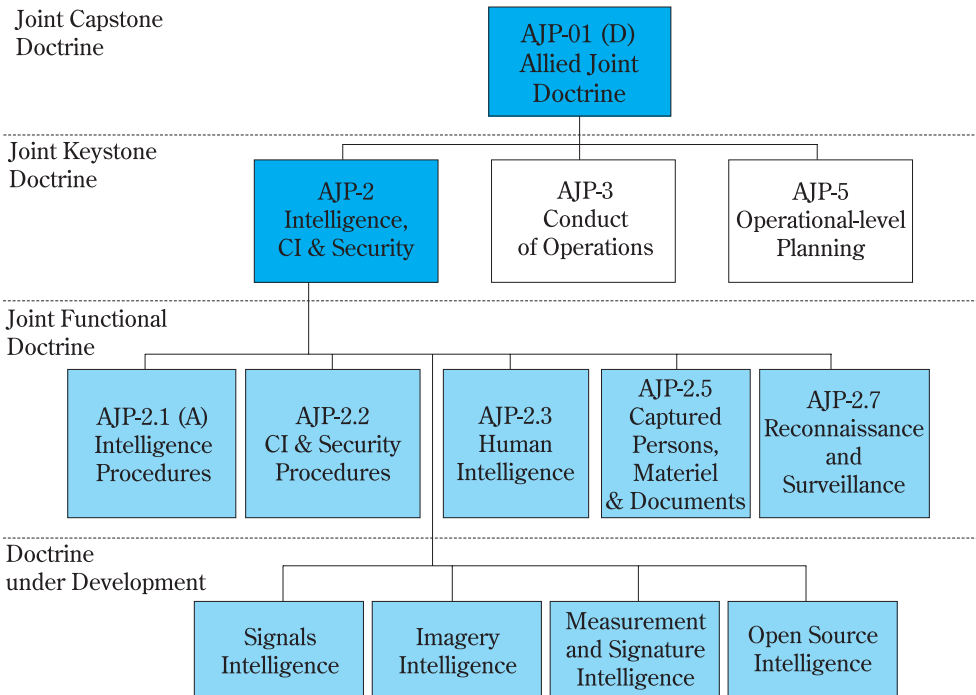 Joint Capstone
Doctrine
AJP-01 (D)
Allied Joint
Doctrine
Joint Keystone
Doctrine
AJP-2
Intelligence,
CI & Security
AJP-3
Conduct
of Operations
AJP-5
Operational-level
Planning
Joint Functional
Doctrine
AJP-2.1 (A)
Intelligence
Procedures
AJP-2.2
CI & Security
Procedures
AJP-2.3
Human
Intelligence
AJP-2.5
Captured
Persons,
Materiel
& Documents
AJP-2.7
Reconnaissance
and
Surveillance
Doctrine
under Development
Signals
Intelligence
Imagery
Intelligence
Measurement
and Signature
Intelligence
Open Source
Intelligence